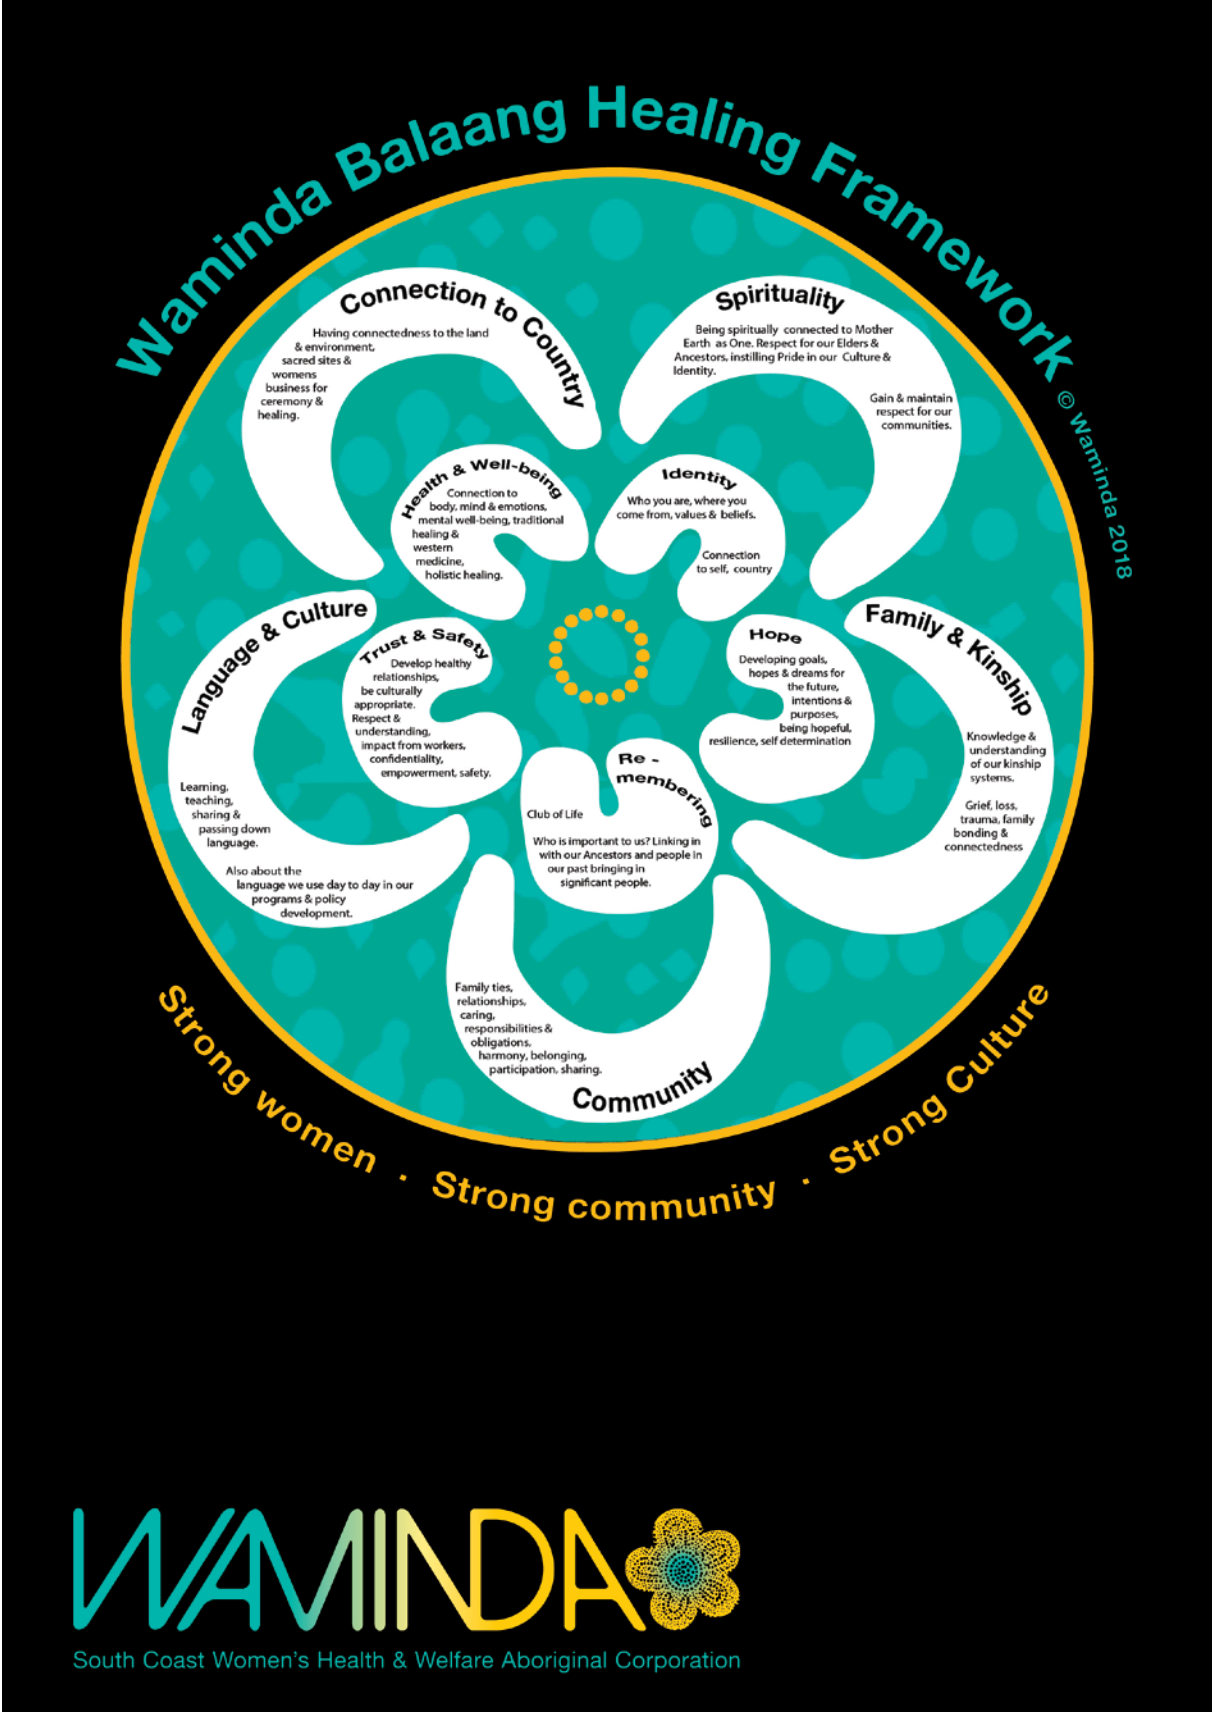 Waminda Balaang Healing Framework
© Waminda 2018
Connection to Country
Having connectedness to the land
& environment,
sacred sites &
womens
business for
ceremony &
healing.
Spirituality
Being spiritually connected to Mother
Earth as One. Respect for our Elders &
Ancestors, instilling Pride in our Culture &
Identity.
Gain & maintain
respect for our
communities.
Health & Well-being
Connection to
body, mind & emotions,
mental well-being, traditional
healing &
western
medicine,
holistic healing.
Identity
Who you are, where you
come from, values & beliefs.
Connection
to self, country
Language & Culture
Learning,
teaching,
sharing &
passing down
language.
Also about the
language we use day to day in our
programs & policy
development.
Trust & Safety
Develop healthy
relationships,
be culturally
appropriate.
Respect &
understanding,
impact from workers,
confidentiality,
empowerment, safety.
Hope
Developing goals,
hopes & dreams for
the future,
intentions &
purposes,
being hopeful,
resilience, self determination
Family & Kinship
Knowledge &
understanding
of our kinship
systems.
Grief, loss,
trauma, family
bonding &
connectedness
Re -
membering
Club of Life
Who is important to us? Linking in
with our Ancestors and people in
our past bringing in
significant people.
Family ties,
relationships,
caring,
responsibilities &
obligations,
harmony, belonging,
participation, sharing.
Community
Strong women . Strong community . Strong Culture
WAMINDA
South Coast Women's Health & Welfare Aboriginal Corporation